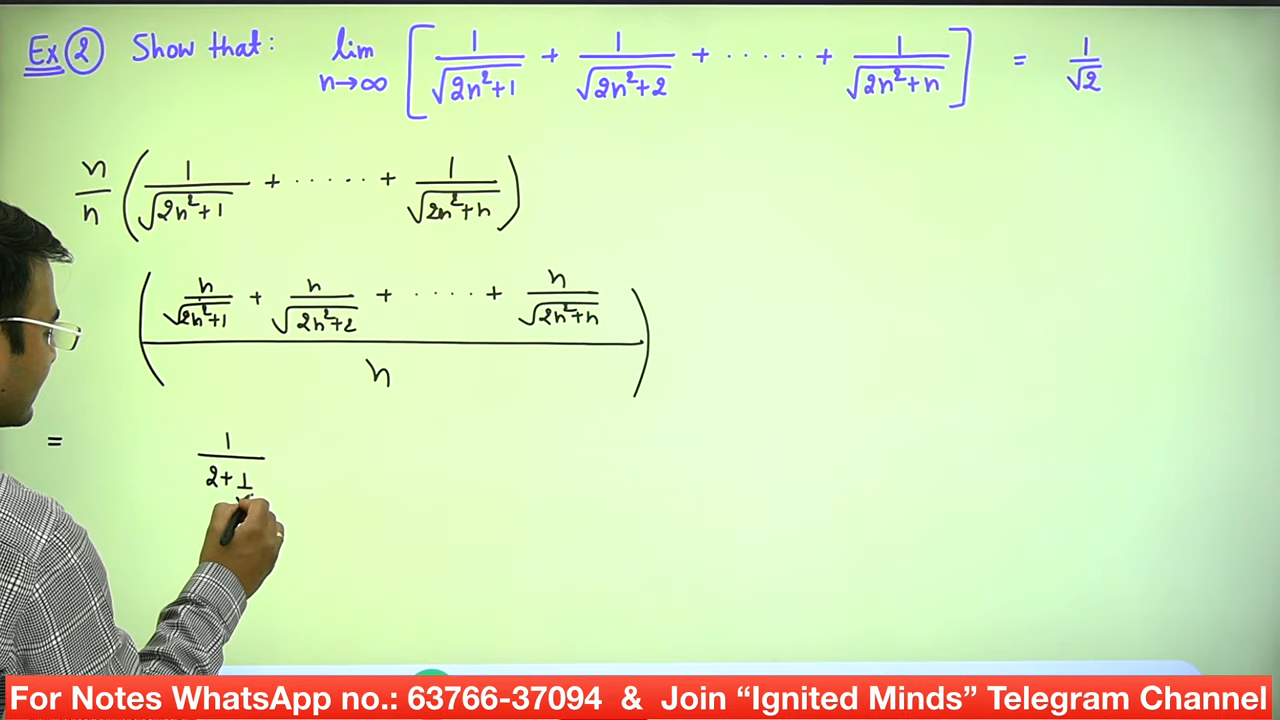 Ex ② Show that: lim n→∞ [ 1/√(2n²+1) + 1/√(2n²+2) + ..... + 1/√(2n²+n) ] = 1/√2
n/n ( 1/√(2n²+1) + ..... + 1/√(2n²+n) )
( ( n/√(2n²+1) + n/√(2n²+2) + ..... + n/√(2n²+n) ) / n )
= 1/(2+1/
For Notes WhatsApp no.: 63766-37094 & Join “Ignited Minds” Telegram Channel